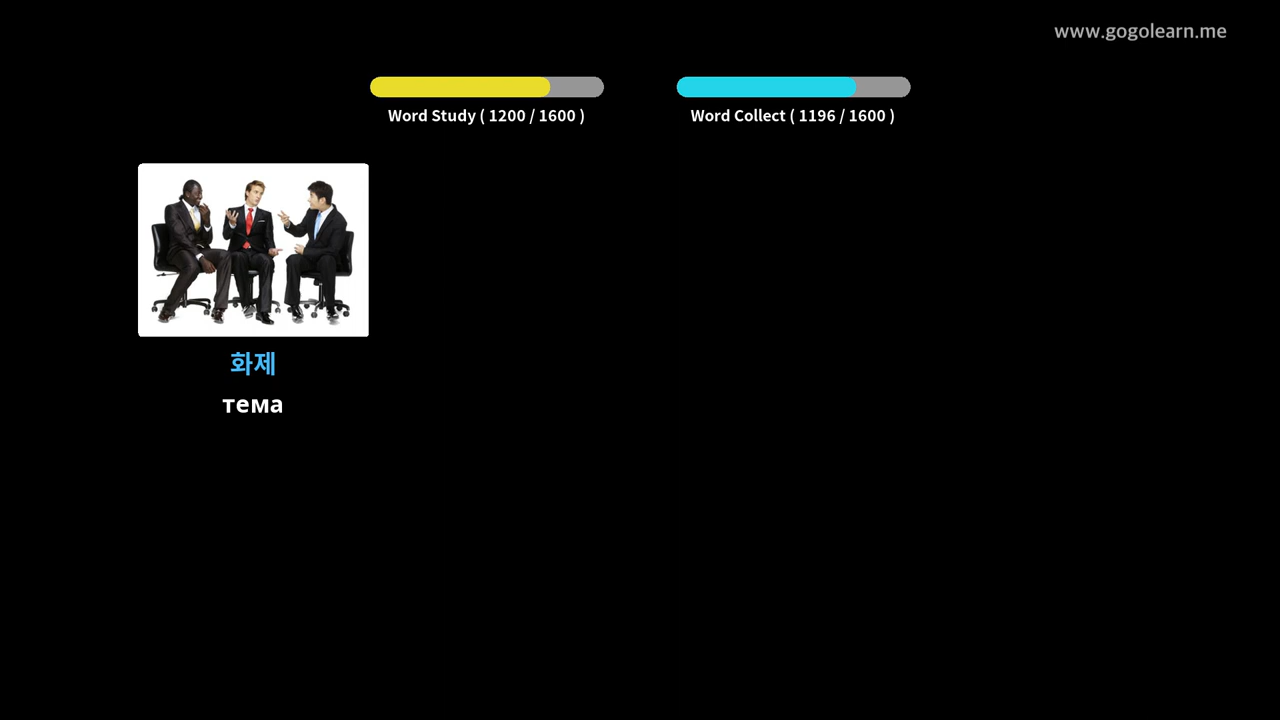 www.gogolearn.me
Word Study ( 1200 / 1600 )
Word Collect ( 1196 / 1600 )
화제
тема